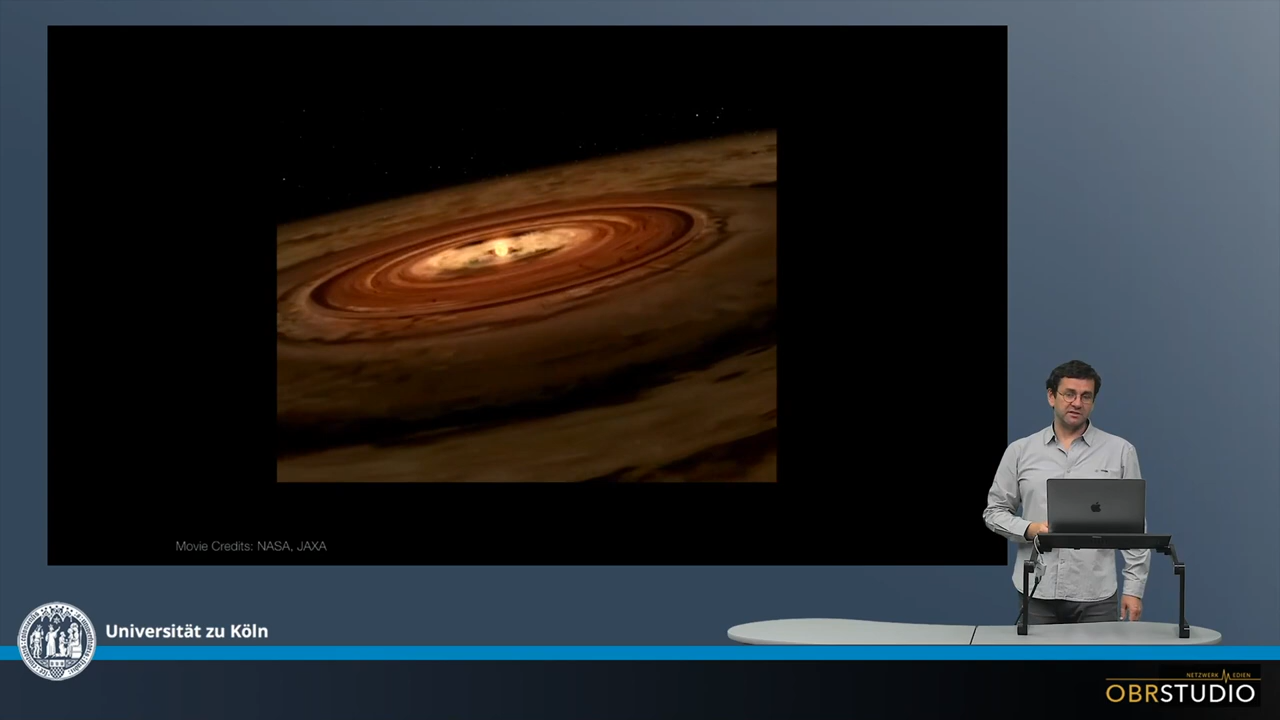 Movie Credits: NASA, JAXA
Universität zu Köln
NETZWERK MEDIEN
OBRSTUDIO